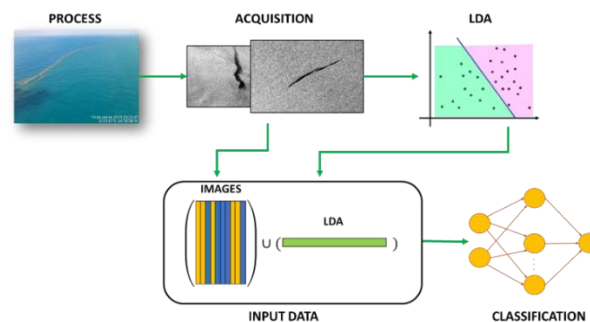 PROCESS
ACQUISITION
LDA
IMAGES
LDA
∪ ( )
INPUT DATA
CLASSIFICATION